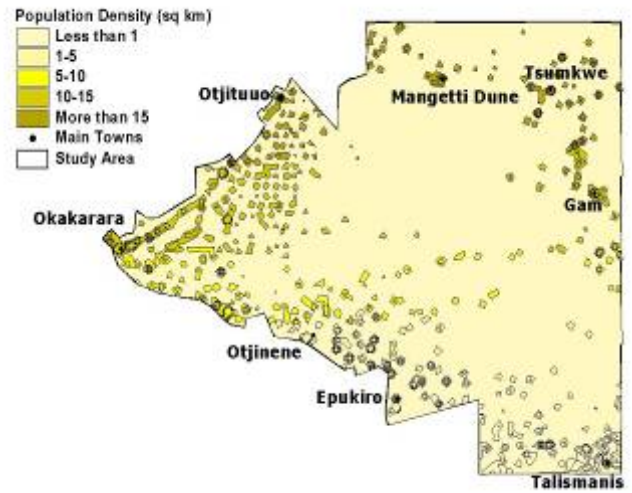 Population Density (sq km)
Less than 1
1-5
5-10
10-15
More than 15
Main Towns
Study Area
Otjituuo
Mangetti Dune
Tsumkwe
Gam
Okakarara
Otjinene
Epukiro
Talismanis